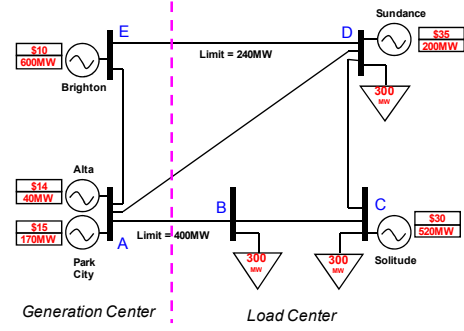 Sundance
E
D
$10
600MW
Limit = 240MW
$35
200MW
Brighton
300
MW
Alta
$14
40MW
B
C
$15
170MW
Limit = 400MW
$30
520MW
A
Park
City
300
MW
300
MW
Solitude
Generation Center
Load Center